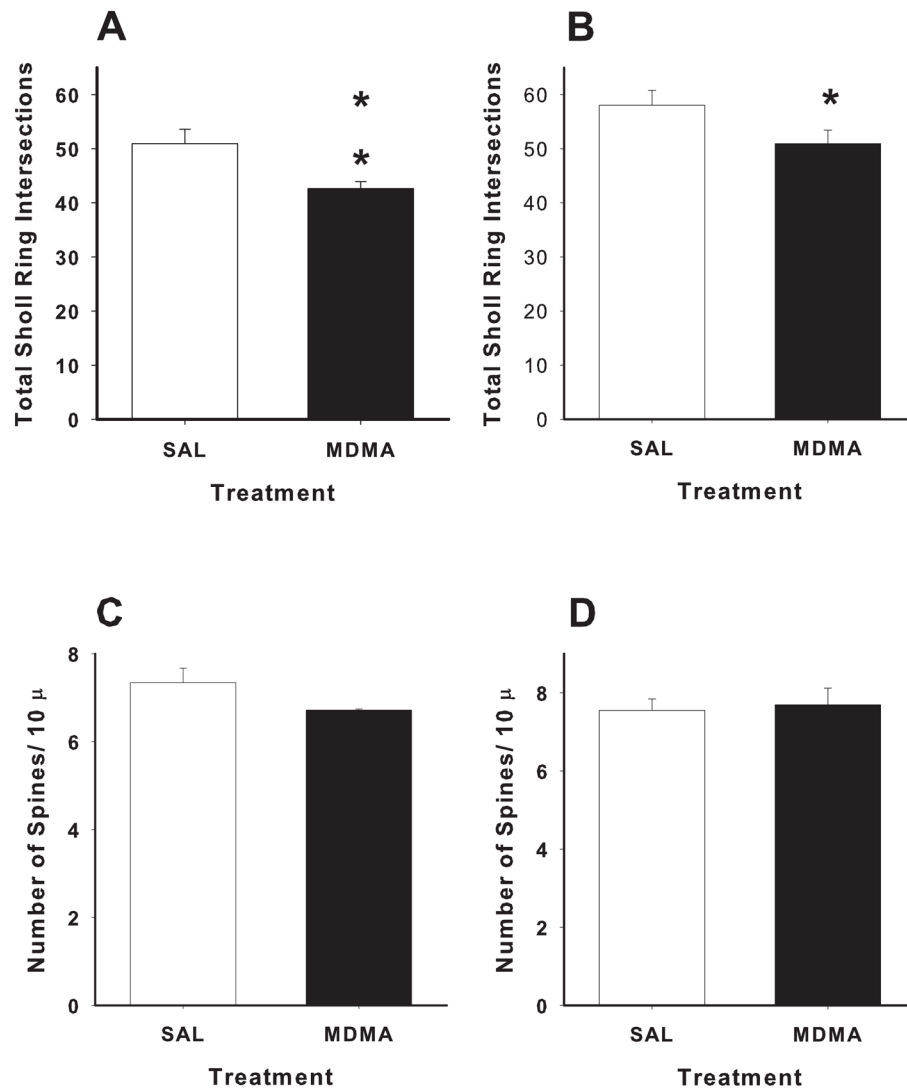 A
Total Sholl Ring Intersections
60
50
40
30
20
10
0
*
*
SAL
MDMA
Treatment
B
Total Sholl Ring Intersections
60
50
40
30
20
10
0
*
SAL
MDMA
Treatment
C
Number of Spines/ 10 μ
8
6
4
2
0
SAL
MDMA
Treatment
D
Number of Spines/ 10 μ
8
6
4
2
0
SAL
MDMA
Treatment